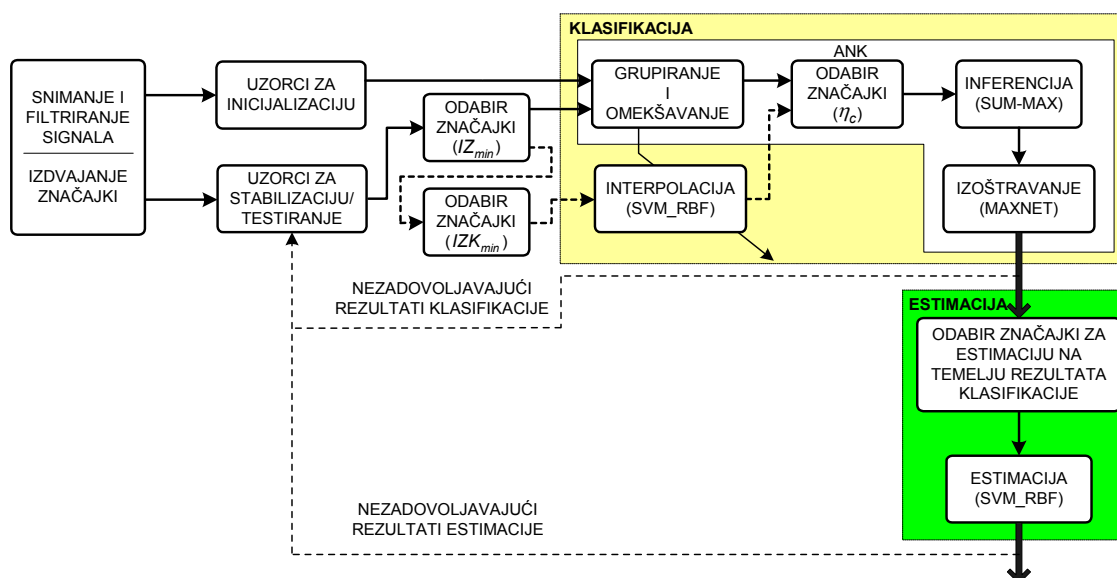 KLASIFIKACIJA
ANK
SNIMANJE I
FILTRIRANJE
SIGNALA
IZDVAJANJE
ZNAČAJKI
UZORCI ZA
INICIJALIZACIJU
UZORCI ZA
STABILIZACIJU/
TESTIRANJE
ODABIR
ZNAČAJKI
(IZmin)
ODABIR
ZNAČAJKI
(IZKmin)
GRUPIRANJE
I
OMEKŠAVANJE
INTERPOLACIJA
(SVM_RBF)
ODABIR
ZNAČAJKI
(ηc)
INFERENCIJA
(SUM-MAX)
IZOŠTRAVANJE
(MAXNET)
NEZADOVOLJAVAJUĆI
REZULTATI KLASIFIKACIJE
ESTIMACIJA
ODABIR ZNAČAJKI ZA
ESTIMACIJU NA
TEMELJU REZULTATA
KLASIFIKACIJE
ESTIMACIJA
(SVM_RBF)
NEZADOVOLJAVAJUĆI
REZULTATI ESTIMACIJE